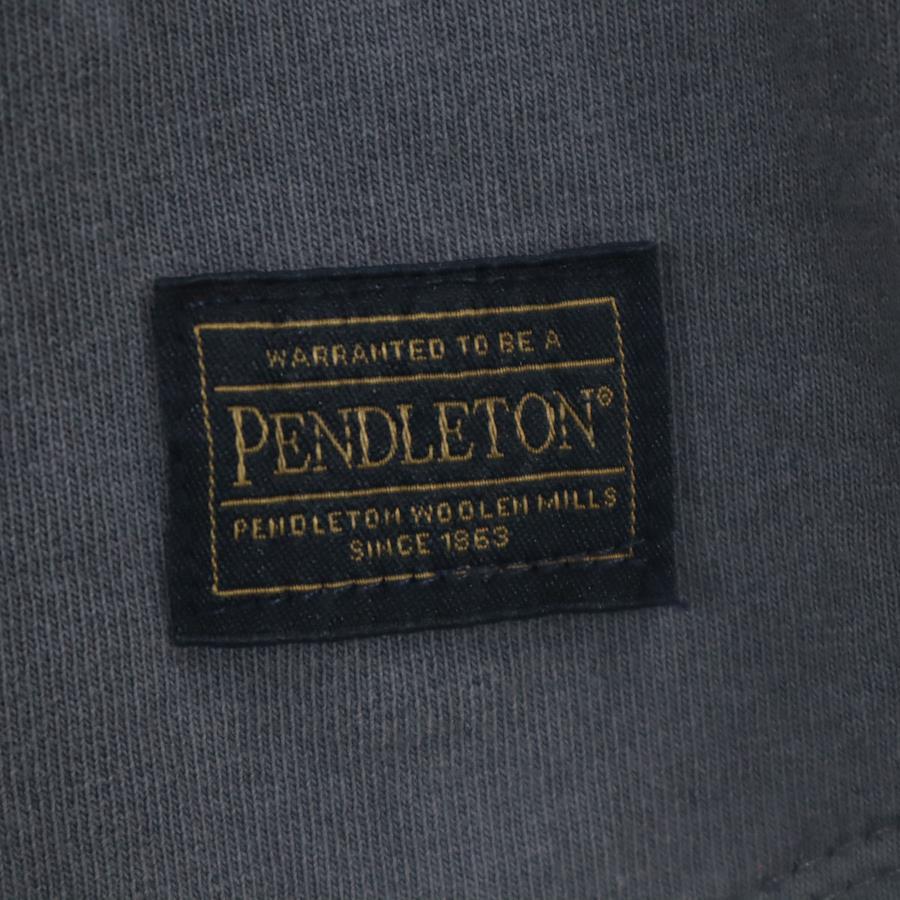 WARRANTED TO BE A
PENDLETON®
PENDLETON WOOLEN MILLS
SINCE 1863